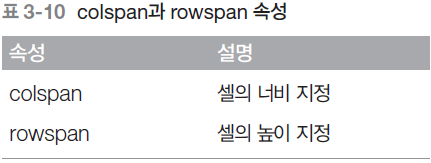 표 3-10 colspan과 rowspan 속성
속성 설명
colspan 셀의 너비 지정
rowspan 셀의 높이 지정